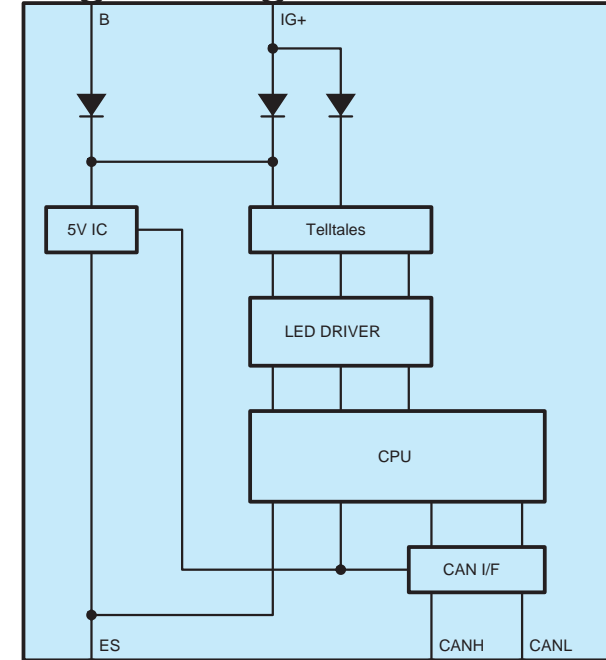 B
IG+
5V IC
Telltales
LED DRIVER
CPU
CAN I/F
ES
CANH
CANL